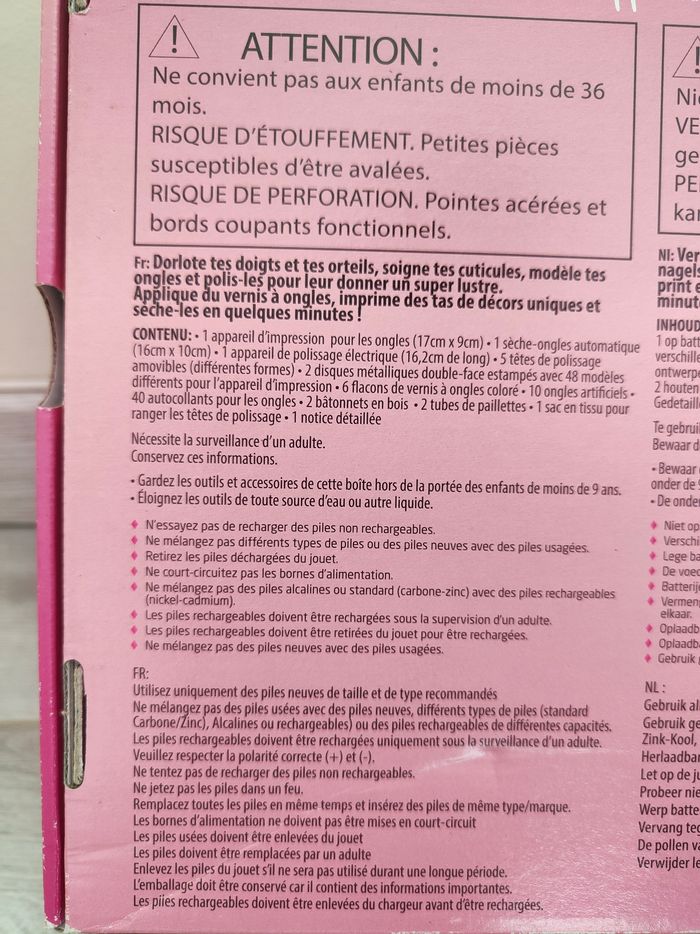 ATTENTION :
Ne convient pas aux enfants de moins de 36
mois.
RISQUE D'ÉTOUFFEMENT. Petites pièces
susceptibles d'être avalées.
RISQUE DE PERFORATION. Pointes acérées et
bords coupants fonctionnels.
Fr: Dorlote tes doigts et tes orteils, soigne tes cuticules, modèle tes
ongles et polis-les pour leur donner un super lustre.
Applique du vernis à ongles, imprime des tas de décors uniques et
sèche-les en quelques minutes !
CONTENU: • 1 appareil d'impression pour les ongles (17cm x 9cm) • 1 sèche-ongles automatique
(16cm x 10cm) • 1 appareil de polissage électrique (16,2cm de long) • 5 têtes de polissage
amovibles (différentes formes) • 2 disques métalliques double-face estampés avec 48 modèles
différents pour l'appareil d'impression • 6 flacons de vernis à ongles coloré • 10 ongles artificiels •
40 autocollants pour les ongles • 2 bâtonnets en bois • 2 tubes de paillettes • 1 sac en tissu pour
ranger les têtes de polissage • 1 notice détaillée
Nécessite la surveillance d'un adulte.
Conservez ces informations.
• Gardez les outils et accessoires de cette boîte hors de la portée des enfants de moins de 9 ans.
• Éloignez les outils de toute source d'eau ou autre liquide.
♦ N'essayez pas de recharger des piles non rechargeables.
♦ Ne mélangez pas différents types de piles ou des piles neuves avec des piles usagées.
♦ Retirez les piles déchargées du jouet.
♦ Ne court-circuitez pas les bornes d'alimentation.
♦ Ne mélangez pas des piles alcalines ou standard (carbone-zinc) avec des piles rechargeables
(nickel-cadmium).
♦ Les piles rechargeables doivent être rechargées sous la supervision d'un adulte.
♦ Les piles rechargeables doivent être retirées du jouet pour être rechargées.
♦ Ne mélangez pas des piles neuves avec des piles usagées.
FR:
Utilisez uniquement des piles neuves de taille et de type recommandés
Ne mélangez pas des piles usées avec des piles neuves, différents types de piles (standard
Carbone/Zinc), Alcalines ou rechargeables) ou des piles rechargeables de différentes capacités.
Les piles rechargeables doivent être rechargées uniquement sous la surveillance d'un adulte.
Veuillez respecter la polarité correcte (+) et (-).
Ne tentez pas de recharger des piles non rechargeables.
Ne jetez pas les piles dans un feu.
Remplacez toutes les piles en même temps et insérez des piles de même type/marque.
Les bornes d'alimentation ne doivent pas être mises en court-circuit
Les piles usées doivent être enlevées du jouet
Les piles doivent être remplacées par un adulte
Enlevez les piles du jouet s'il ne sera pas utilisé durant une longue période.
L'emballage doit être conservé car il contient des informations importantes.
Les piles rechargeables doivent être enlevées du chargeur avant d'être rechargées.
Nl: Ver
nagels
print e
minut
INHOUD
1 op batt
verschille
ontwerpe
2 houten
Gedetaill
Te gebrui
Bewaar d
• Bewaar
onder de 9
• De onde
♦ Niet op
♦ Verschi
♦ Lege ba
♦ De voed
♦ Batterij
♦ Vermen
elkaar.
♦ Oplaadb
♦ Oplaadb
♦ Gebruik
NL :
Gebruik al
Gebruik ge
Zink-Kool,
Herlaadbar
Let op de ju
Probeer nie
Werp batte
Vervang teg
De pollen va
Verwijder le